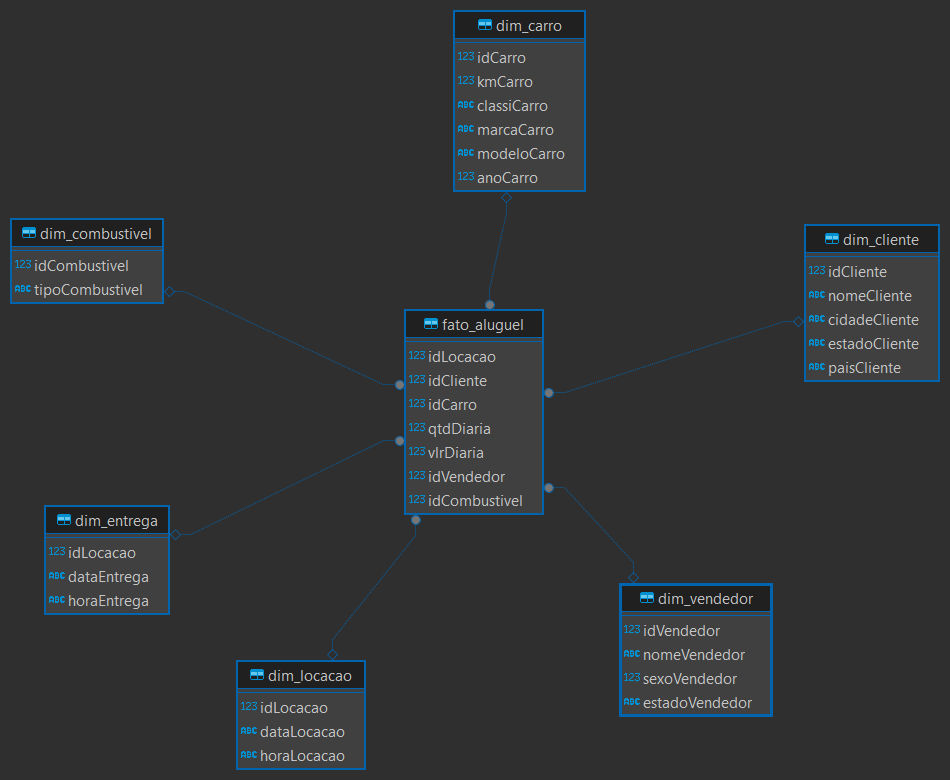 dim_carro
123 idCarro
123 kmCarro
ABC classiCarro
ABC marcaCarro
ABC modeloCarro
123 anoCarro
dim_combustivel
123 idCombustivel
ABC tipoCombustivel
dim_cliente
123 idCliente
ABC nomeCliente
ABC cidadeCliente
ABC estadoCliente
ABC paisCliente
fato_aluguel
123 idLocacao
123 idCliente
123 idCarro
123 qtdDiaria
123 vlrDiaria
123 idVendedor
123 idCombustivel
dim_entrega
123 idLocacao
ABC dataEntrega
ABC horaEntrega
dim_vendedor
123 idVendedor
ABC nomeVendedor
123 sexoVendedor
ABC estadoVendedor
dim_locacao
123 idLocacao
ABC dataLocacao
ABC horaLocacao